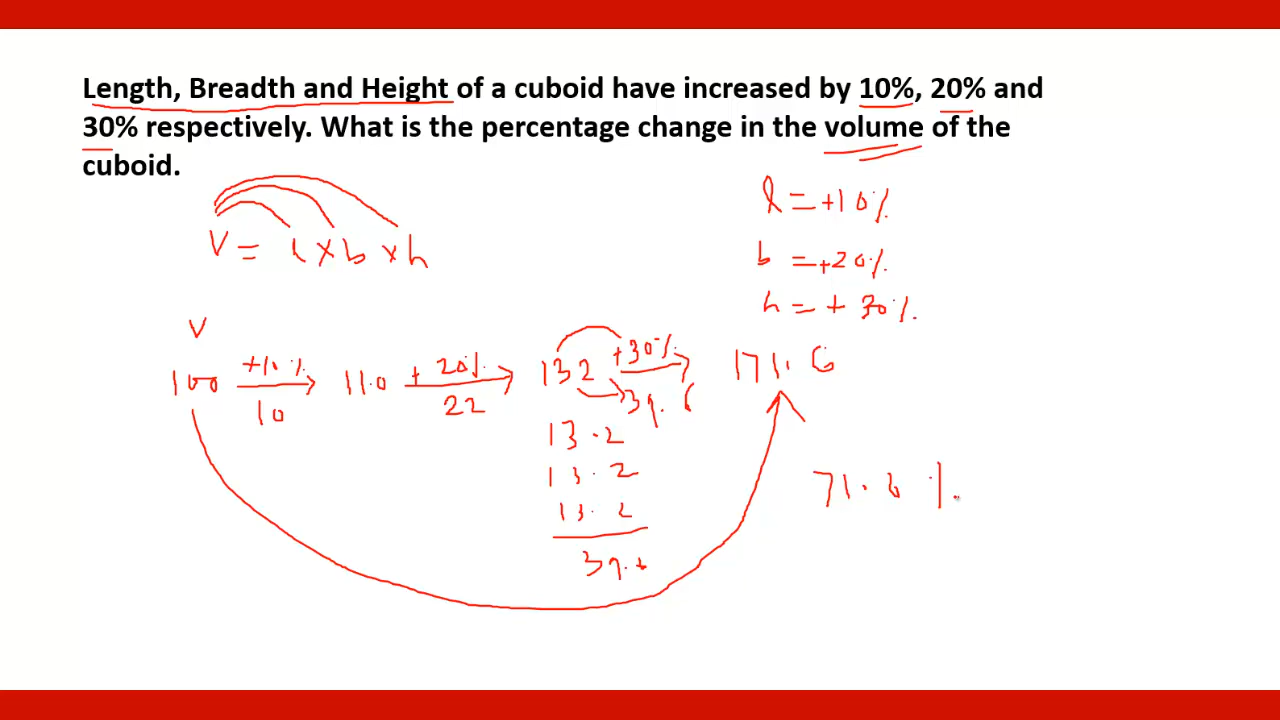 Length, Breadth and Height of a cuboid have increased by 10%, 20% and
30% respectively. What is the percentage change in the volume of the
cuboid.
l = +10%
V = l × b × h
b = +20%
h = + 30%
V
100 +10% 10 110 + 20% 22 132 +30% 39.6 171.6
13.2
13.2
13.2
39.6
71.6 %